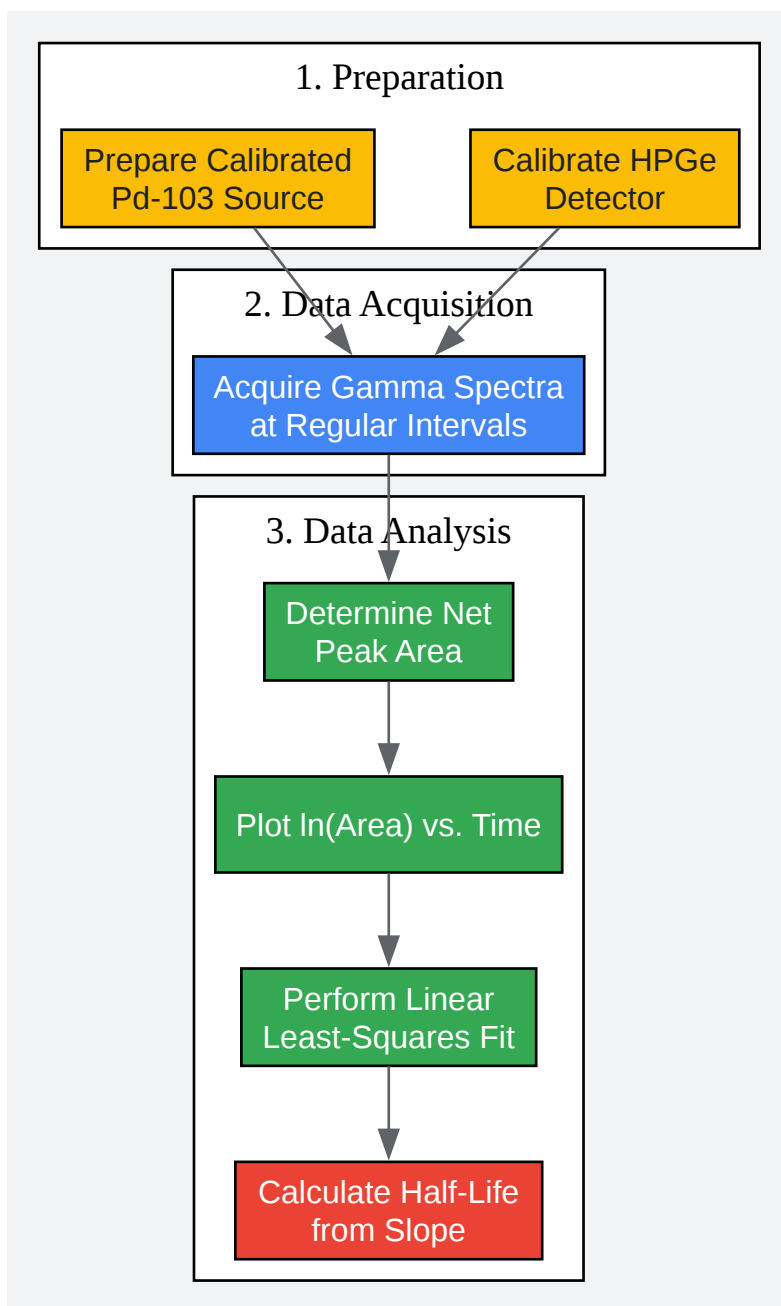 1. Preparation
Prepare Calibrated
Pd-103 Source
Calibrate HPGe
Detector
2. Data Acquisition
Acquire Gamma Spectra
at Regular Intervals
3. Data Analysis
Determine Net
Peak Area
Plot ln(Area) vs. Time
Perform Linear
Least-Squares Fit
Calculate Half-Life
from Slope